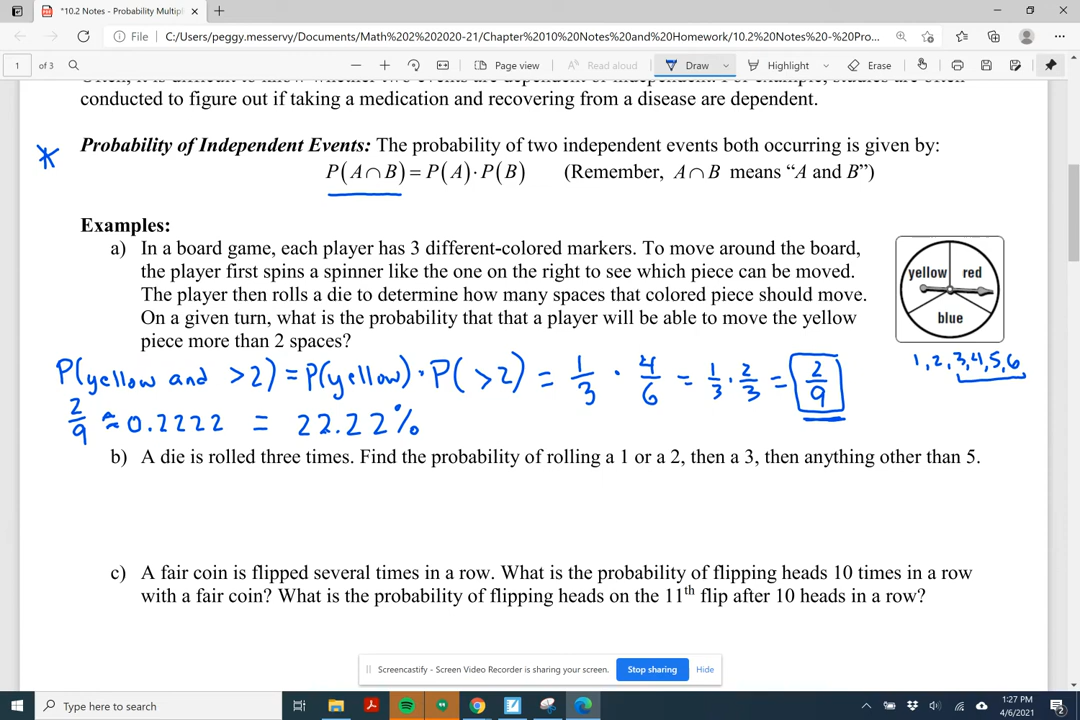 *10.2 Notes - Probability Multipl
File C:/Users/peggy.messervy/Documents/Math%202%202020-21/Chapter%2010%20Notes%20and%20Homework/10.2%20Notes%20-%20Pro...
1 of 3 Page view Read aloud Draw Highlight Erase
conducted to figure out if taking a medication and recovering from a disease are dependent.
* Probability of Independent Events: The probability of two independent events both occurring is given by:
P(A∩B) = P(A)·P(B) (Remember, A∩B means “A and B”)
Examples:
a) In a board game, each player has 3 different-colored markers. To move around the board,
the player first spins a spinner like the one on the right to see which piece can be moved.
The player then rolls a die to determine how many spaces that colored piece should move.
On a given turn, what is the probability that that a player will be able to move the yellow
piece more than 2 spaces?
yellow red
blue
1, 2, 3, 4, 5, 6
P(yellow and >2) = P(yellow) · P(>2) = 1/3 · 4/6 = 1/3 · 2/3 = 2/9
2/9 ≈ 0.2222 = 22.22%
b) A die is rolled three times. Find the probability of rolling a 1 or a 2, then a 3, then anything other than 5.
c) A fair coin is flipped several times in a row. What is the probability of flipping heads 10 times in a row
with a fair coin? What is the probability of flipping heads on the 11th flip after 10 heads in a row?
Screencastify - Screen Video Recorder is sharing your screen. Stop sharing Hide
Type here to search
1:27 PM
4/6/2021
2